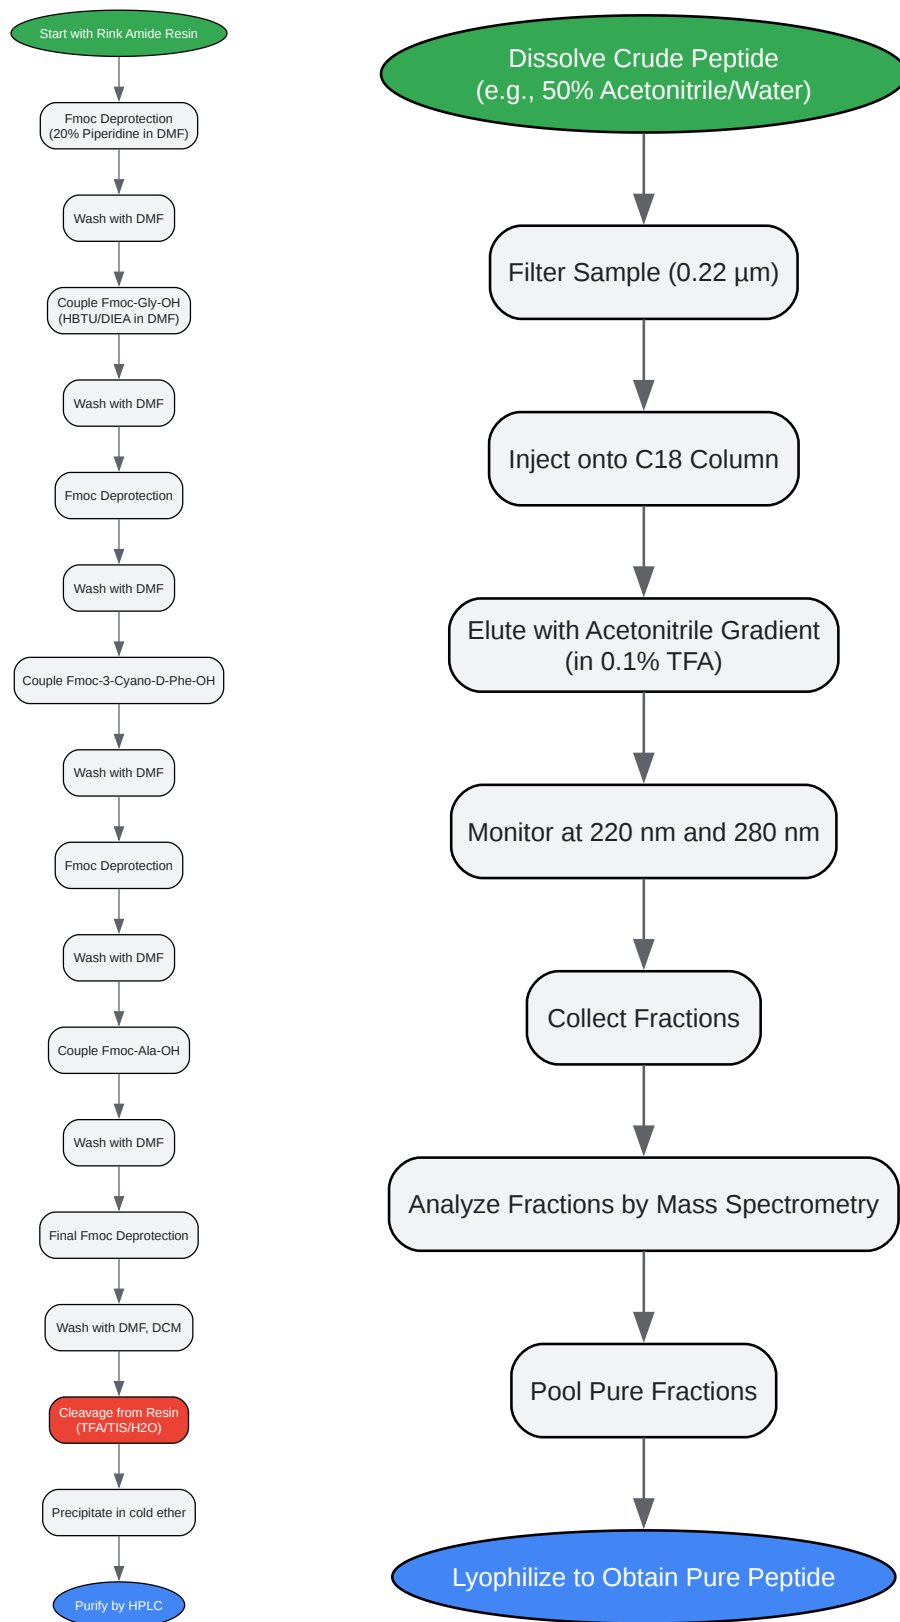 Start with Rink Amide Resin
Fmoc Deprotection
(20% Piperidine in DMF)
Wash with DMF
Couple Fmoc-Gly-OH
(HBTU/DIEA in DMF)
Wash with DMF
Fmoc Deprotection
Wash with DMF
Couple Fmoc-3-Cyano-D-Phe-OH
Wash with DMF
Fmoc Deprotection
Wash with DMF
Couple Fmoc-Ala-OH
Wash with DMF
Final Fmoc Deprotection
Wash with DMF, DCM
Cleavage from Resin
(TFA/TIS/H2O)
Precipitate in cold ether
Purify by HPLC
Dissolve Crude Peptide
(e.g., 50% Acetonitrile/Water)
Filter Sample (0.22 µm)
Inject onto C18 Column
Elute with Acetonitrile Gradient
(in 0.1% TFA)
Monitor at 220 nm and 280 nm
Collect Fractions
Analyze Fractions by Mass Spectrometry
Pool Pure Fractions
Lyophilize to Obtain Pure Peptide